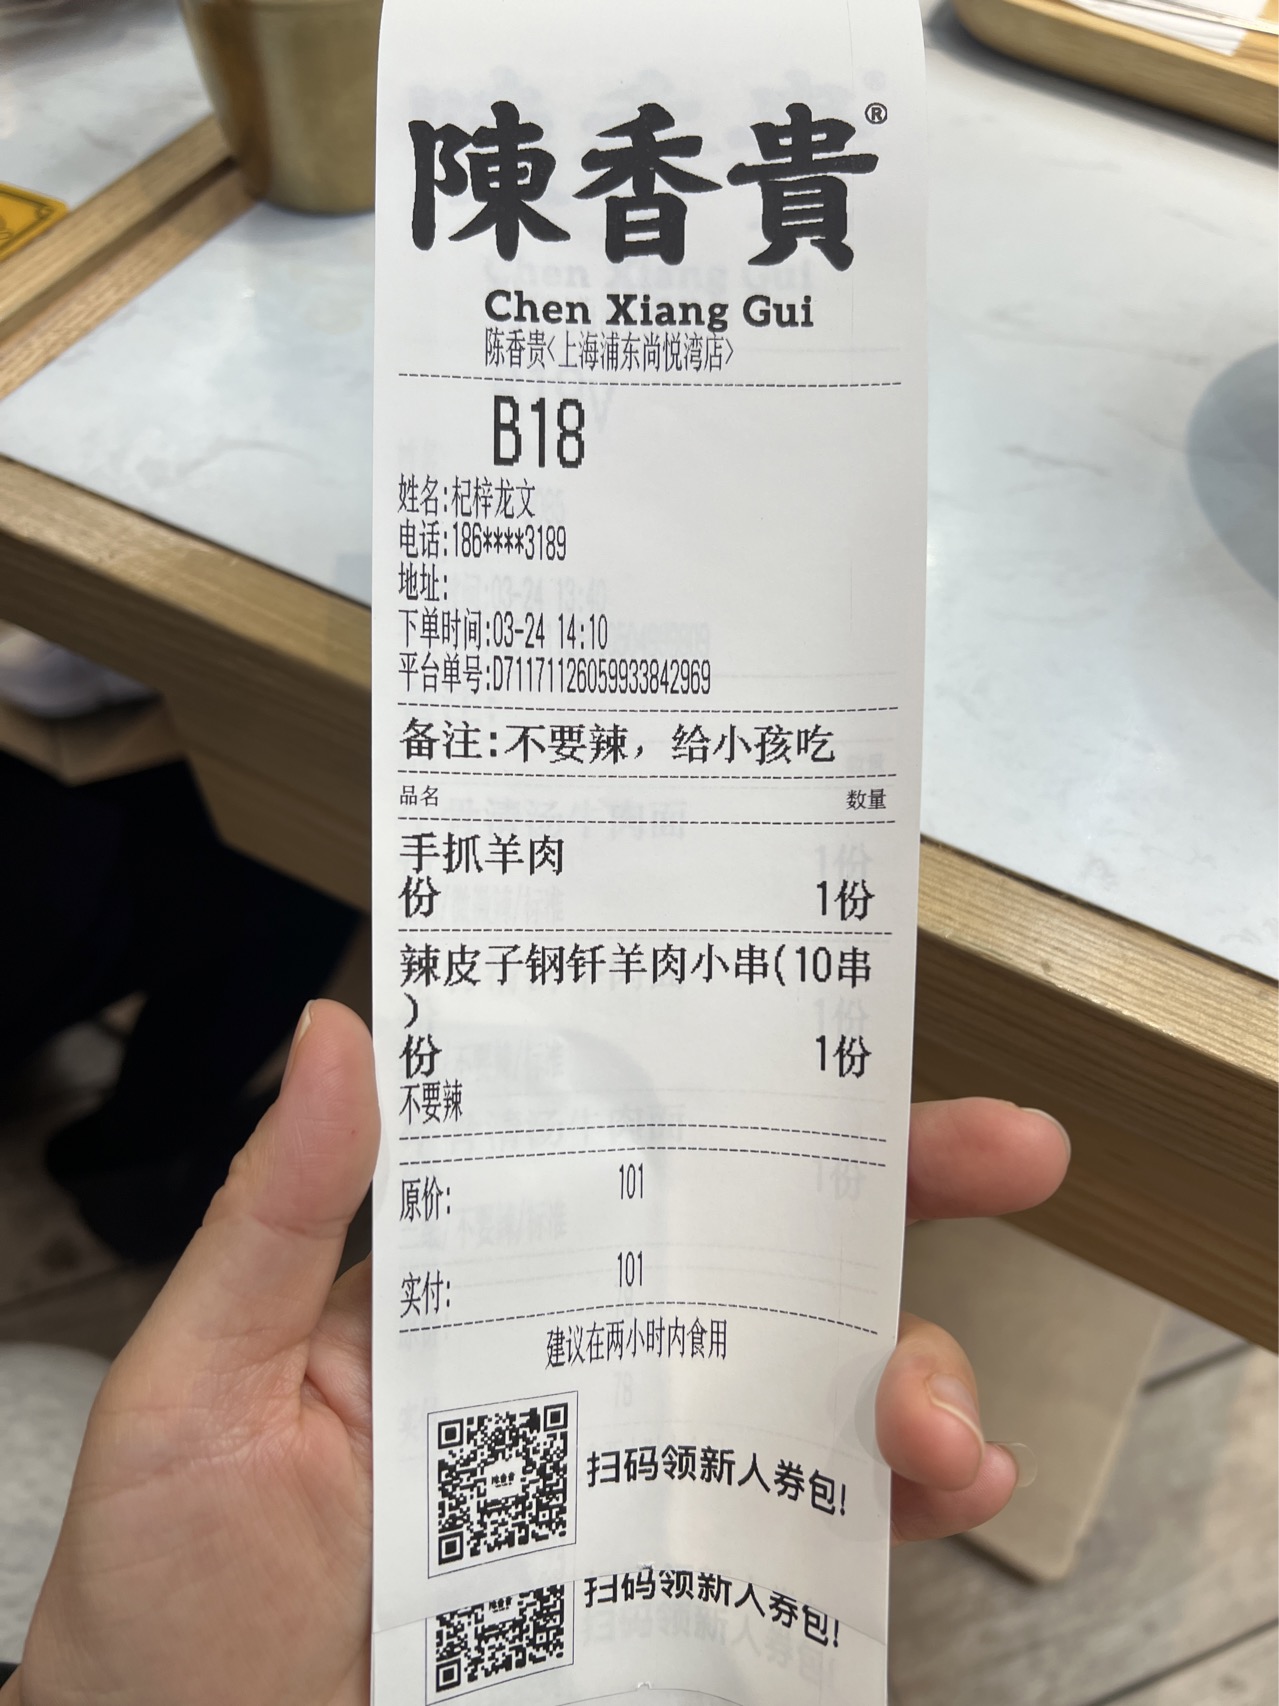 陳香貴®
Chen Xiang Gui
陈香贵<上海浦东尚悦湾店>
B18
姓名:杞梓龙文
电话:186****3189
地址:
下单时间:03-24 14:10
平台单号:D71171126059933842969
备注:不要辣，给小孩吃
品名 数量
手抓羊肉
份 1份
辣皮子钢钎羊肉小串(10串
)
份 1份
不要辣
原价: 101
实付: 101
建议在两小时内食用
扫码领新人券包!
扫码领新人券包!